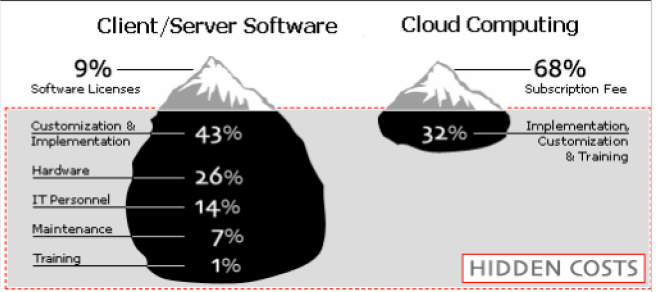 Client/Server Software
Cloud Computing
9%
Software Licenses
68%
Subscription Fee
Customization &
Implementation
43%
32%
Implementation,
Customization
& Training
Hardware
26%
IT Personnel
14%
Maintenance
7%
Training
1%
HIDDEN COSTS